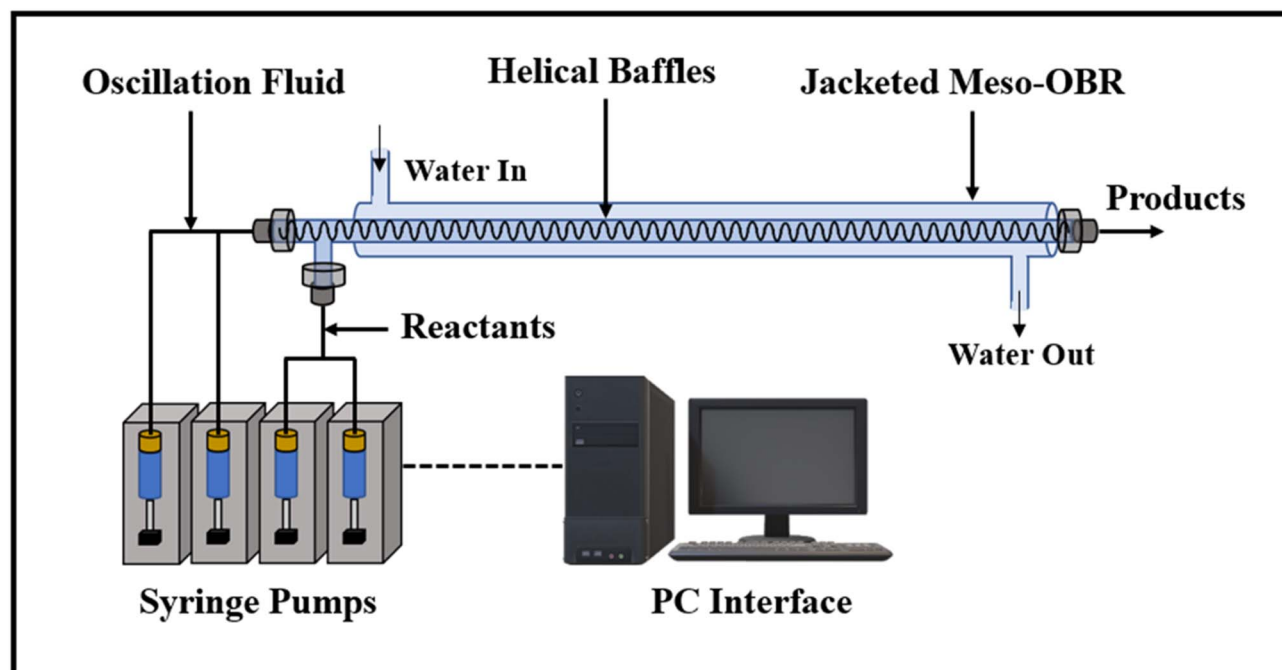 Oscillation Fluid
Helical Baffles
Jacketed Meso-OBR
Water In
Products
Reactants
Water Out
Syringe Pumps
PC Interface